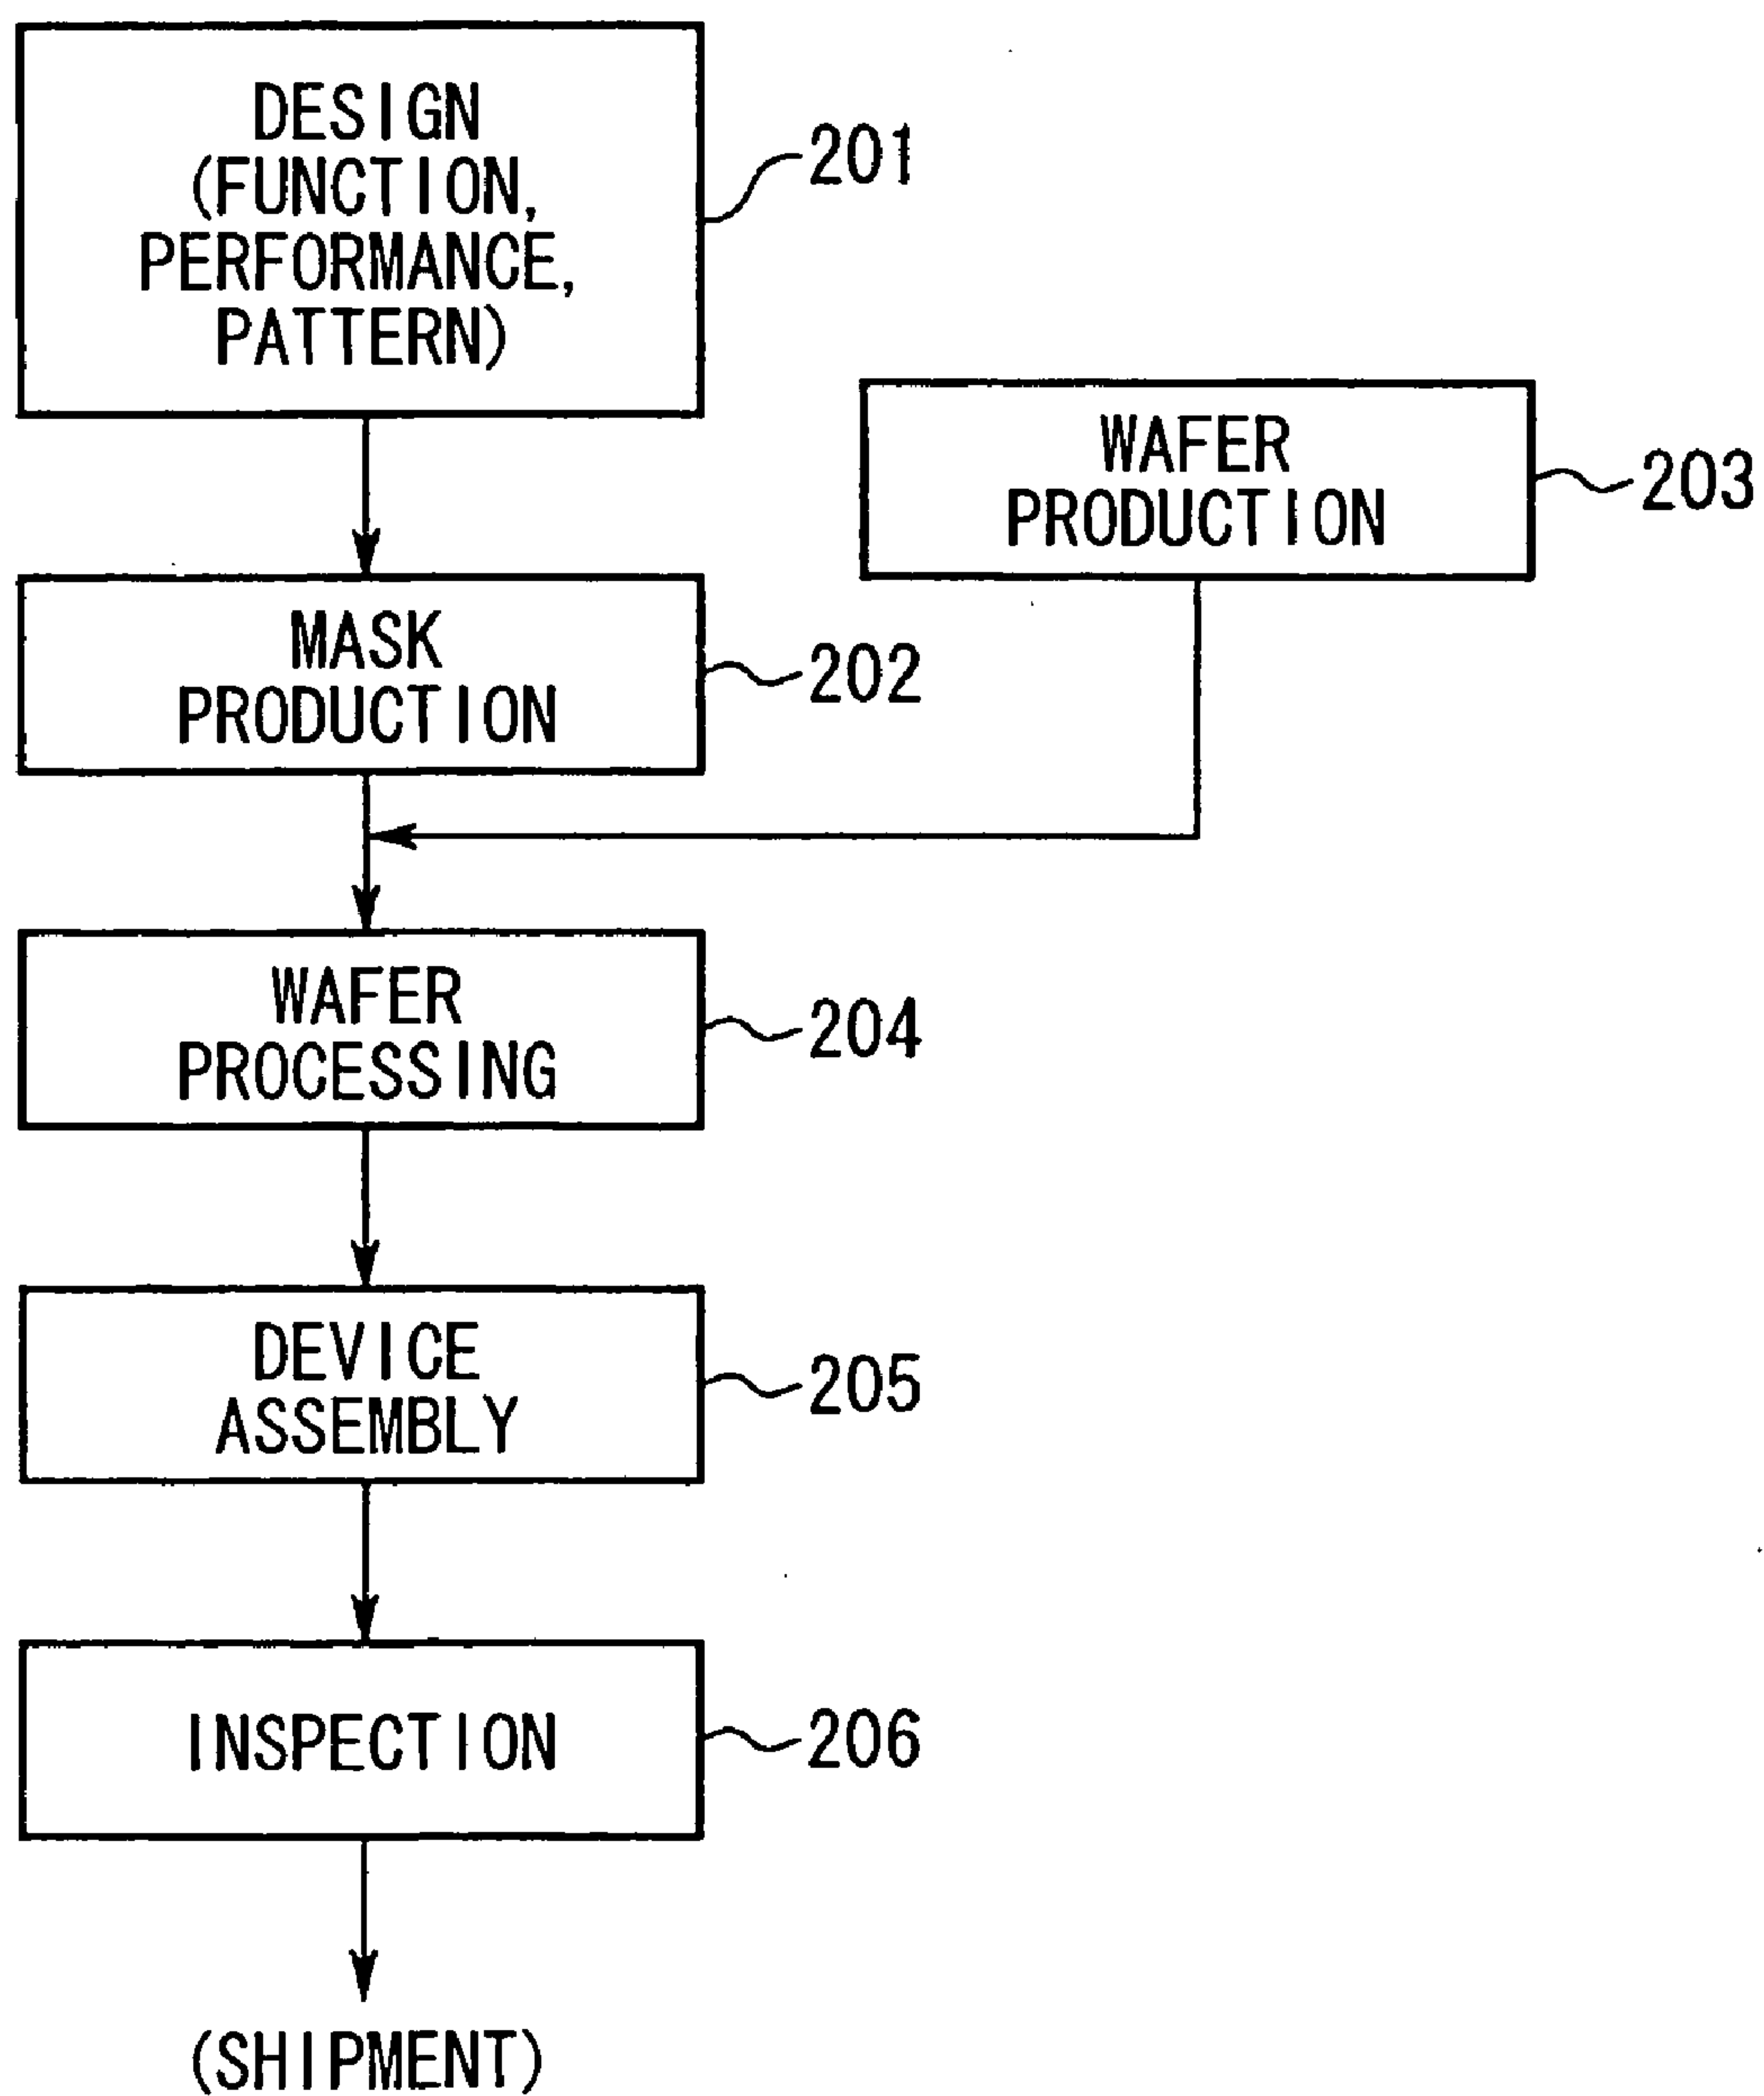 DESIGN
(FUNCTION,
PERFORMANCE,
PATTERN)
201
WAFER
PRODUCTION
203
MASK
PRODUCTION
202
WAFER
PROCESSING
204
DEVICE
ASSEMBLY
205
INSPECTION
206
(SHIPMENT)